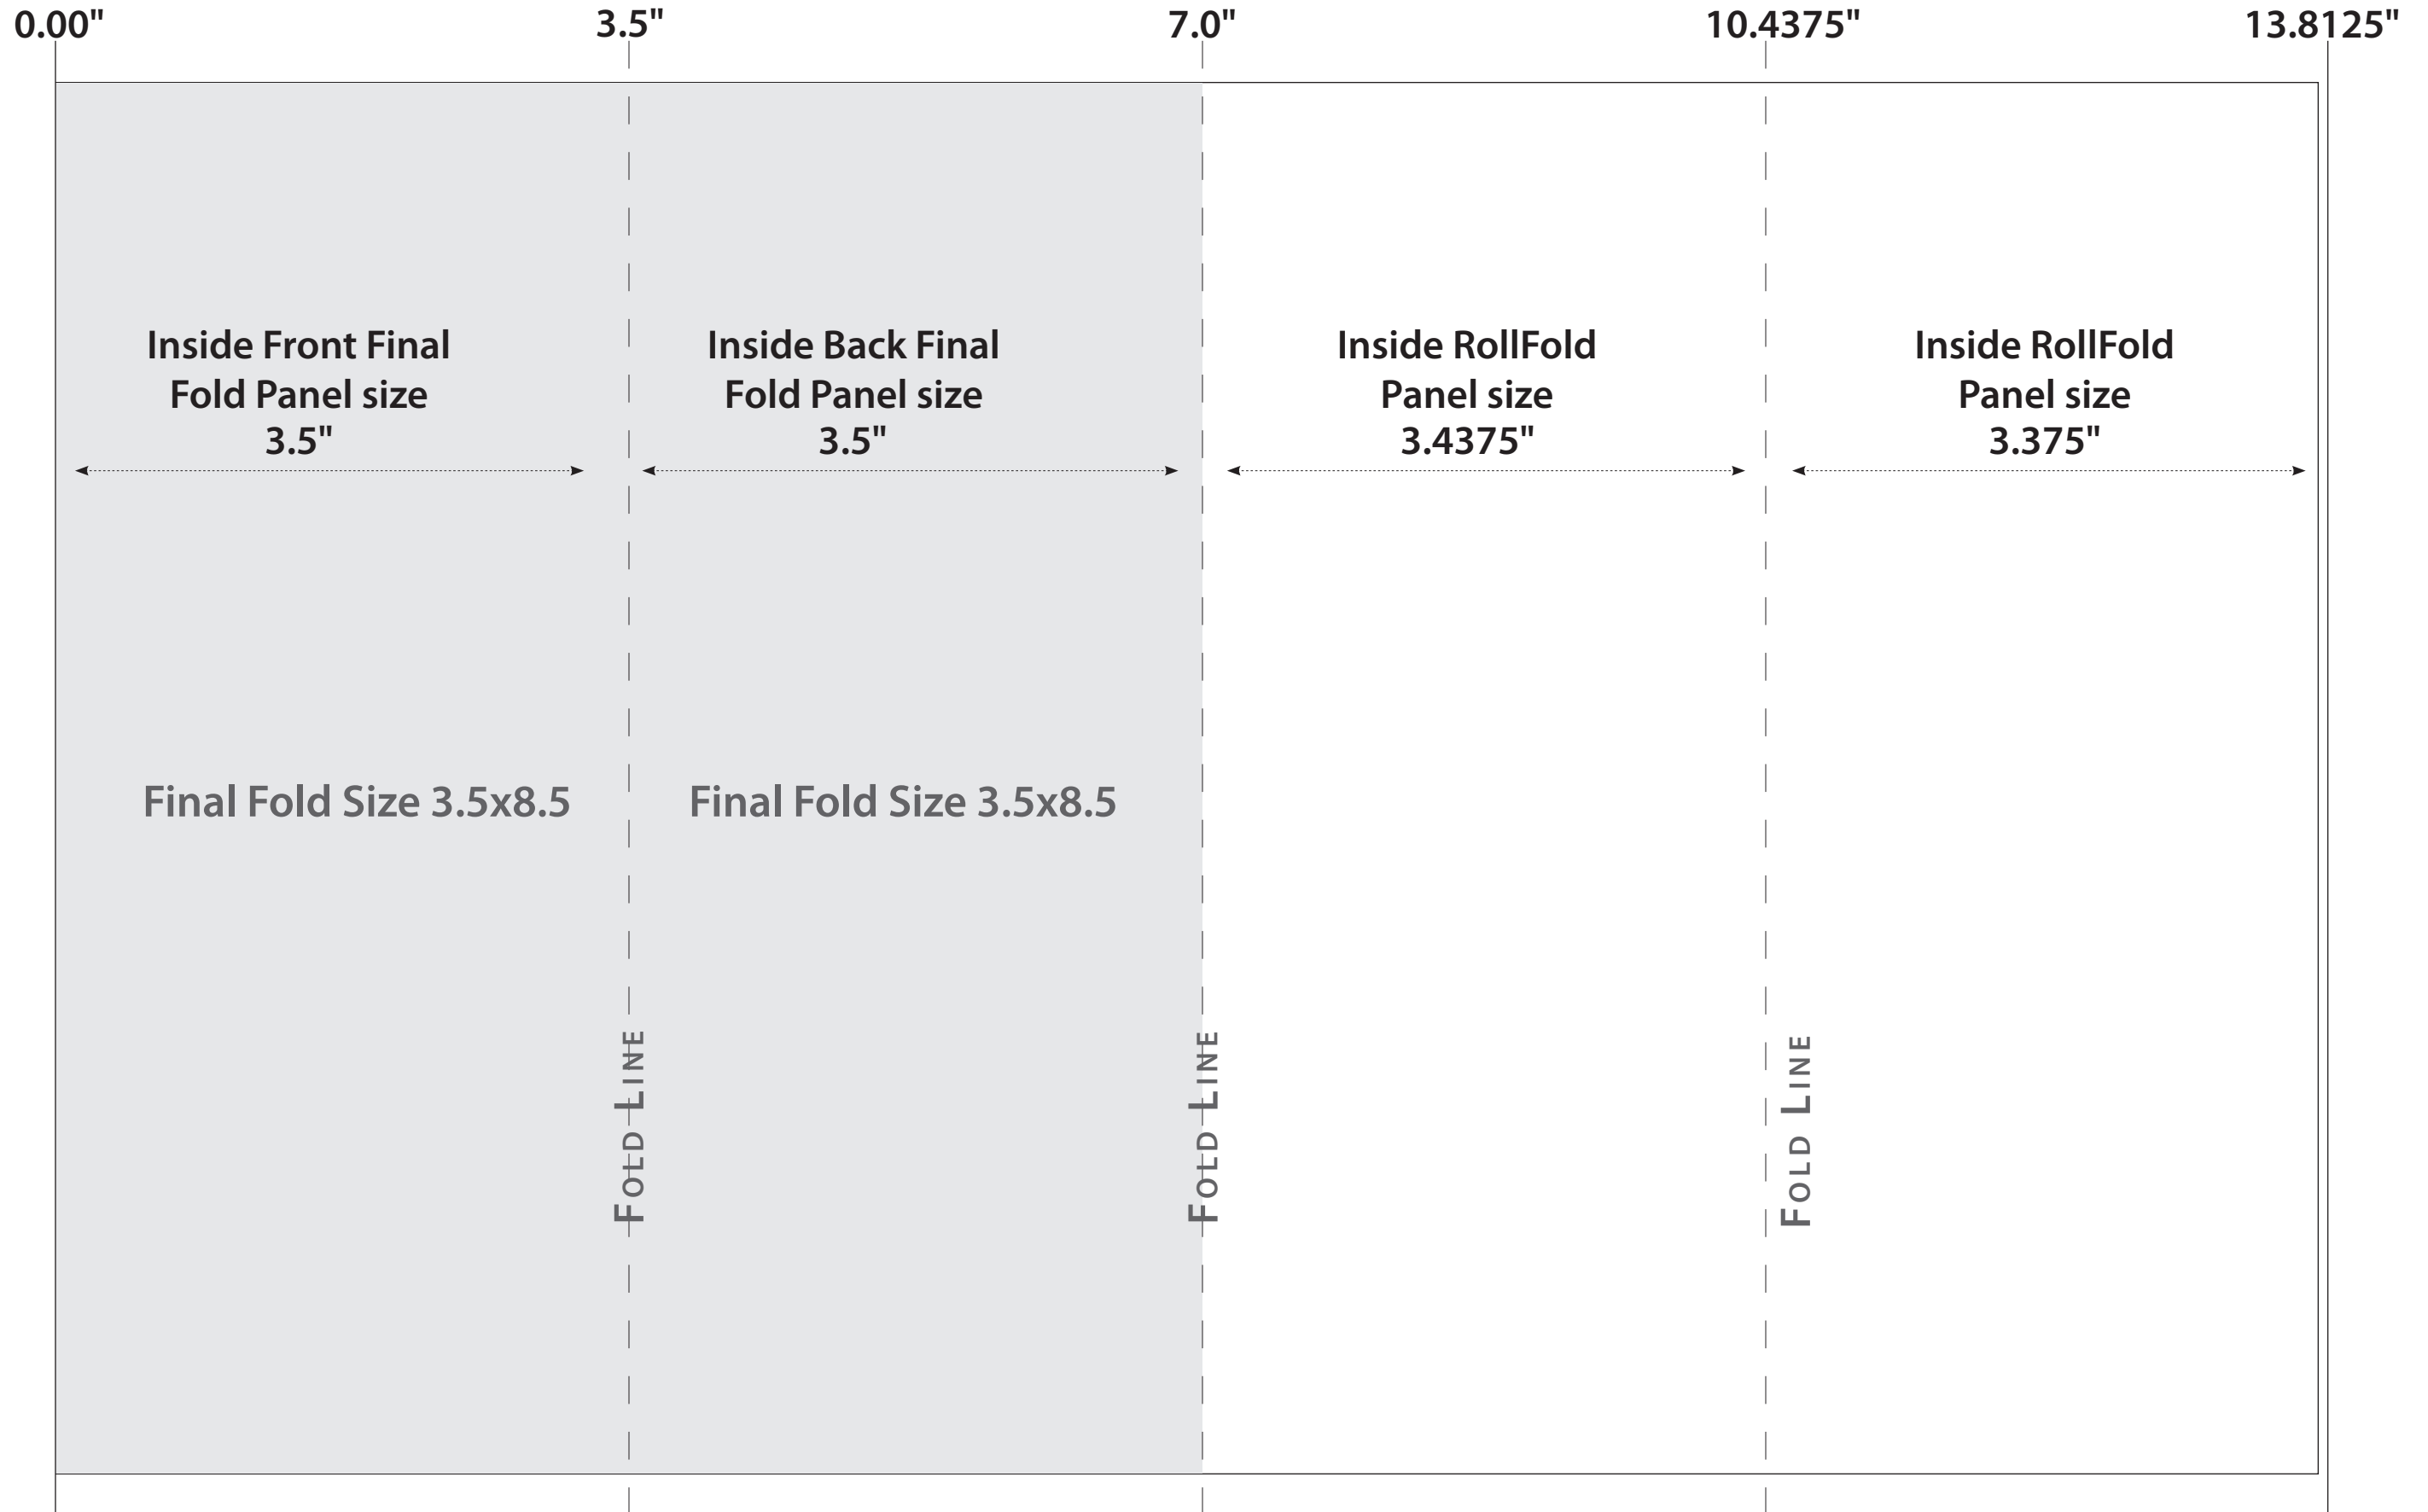 0.00"
3.5"
7.0"
10.4375"
13.8125"
Inside Front Final
Fold Panel size
3.5"
Inside Back Final
Fold Panel size
3.5"
Inside RollFold
Panel size
3.4375"
Inside RollFold
Panel size
3.375"
Final Fold Size 3.5x8.5
Final Fold Size 3.5x8.5
Fold Line
Fold Line
Fold Line